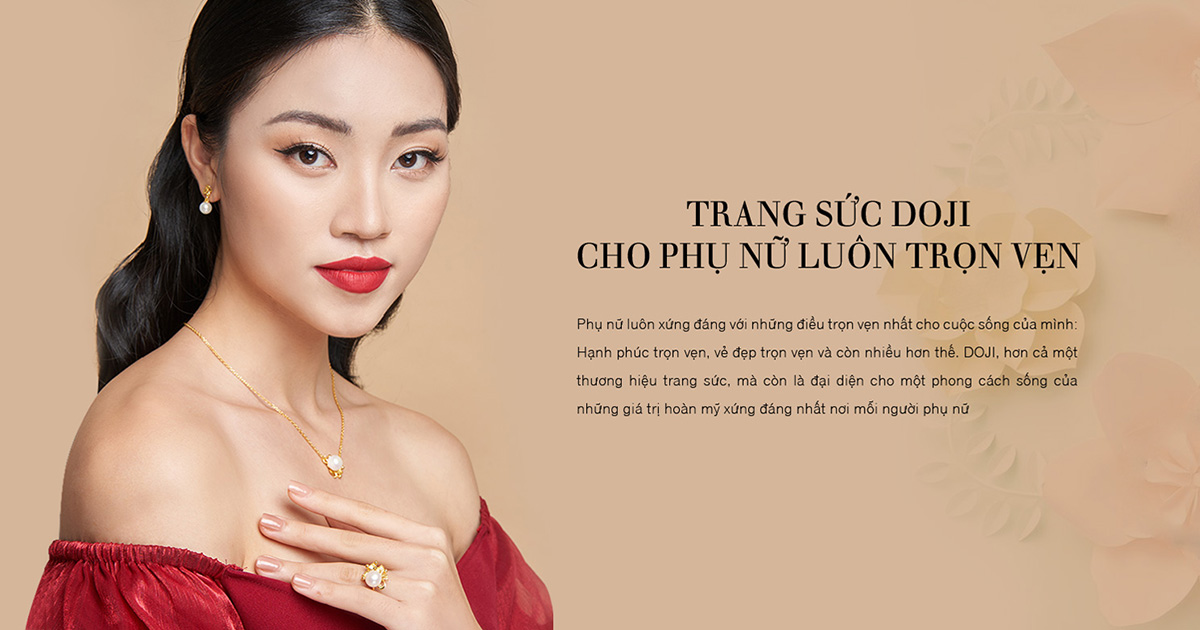 TRANG SỨC DOJI
CHO PHỤ NỮ LUÔN TRỌN VẸN
Phụ nữ luôn xứng đáng với những điều trọn vẹn nhất cho cuộc sống của mình:
Hạnh phúc trọn vẹn, vẻ đẹp trọn vẹn và còn nhiều hơn thế. DOJI, hơn cả một
thương hiệu trang sức, mà còn là đại diện cho một phong cách sống của
những giá trị hoàn mỹ xứng đáng nhất nơi mỗi người phụ nữ